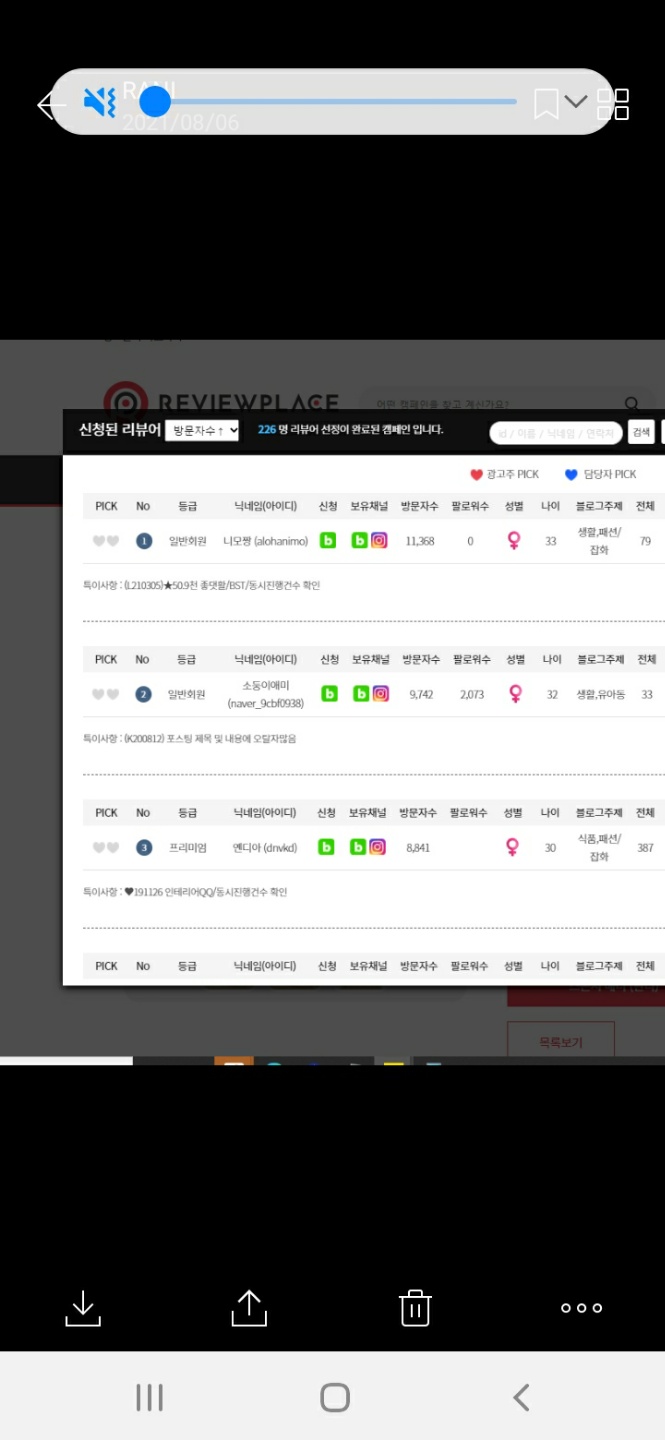 RANI
2021/08/06
REVIEWPLACE
어떤 캠페인을 찾고 계신가요?
신청된 리뷰어 방문자수 ↑ 226 명 리뷰어 선정이 완료된 캠페인 입니다. id / 이름 / 닉네임 / 연락처 검색
광고주 PICK 담당자 PICK
PICK No 등급 닉네임(아이디) 신청 보유채널 방문자수 팔로워수 성별 나이 블로그주제 전체
1 일반회원 니모짱 (alohanimo) b b 11,368 0 33 생활,패션/ 79
잡화
특이사항 : (L210305)★50.9천 종댓활/BST/동시진행건수 확인
PICK No 등급 닉네임(아이디) 신청 보유채널 방문자수 팔로워수 성별 나이 블로그주제 전체
2 일반회원 소둥이애미 b b 9,742 2,073 32 생활,유아동 33
(naver_9cbf0938)
특이사항 : (K200812) 포스팅 제목 및 내용에 오탈자많음
PICK No 등급 닉네임(아이디) 신청 보유채널 방문자수 팔로워수 성별 나이 블로그주제 전체
3 프리미엄 엔디아 (dnvkd) b b 8,841 30 식품,패션/ 387
잡화
특이사항 : ♥191126 인테리어QQ/동시진행건수 확인
PICK No 등급 닉네임(아이디) 신청 보유채널 방문자수 팔로워수 성별 나이 블로그주제 전체
목록보기